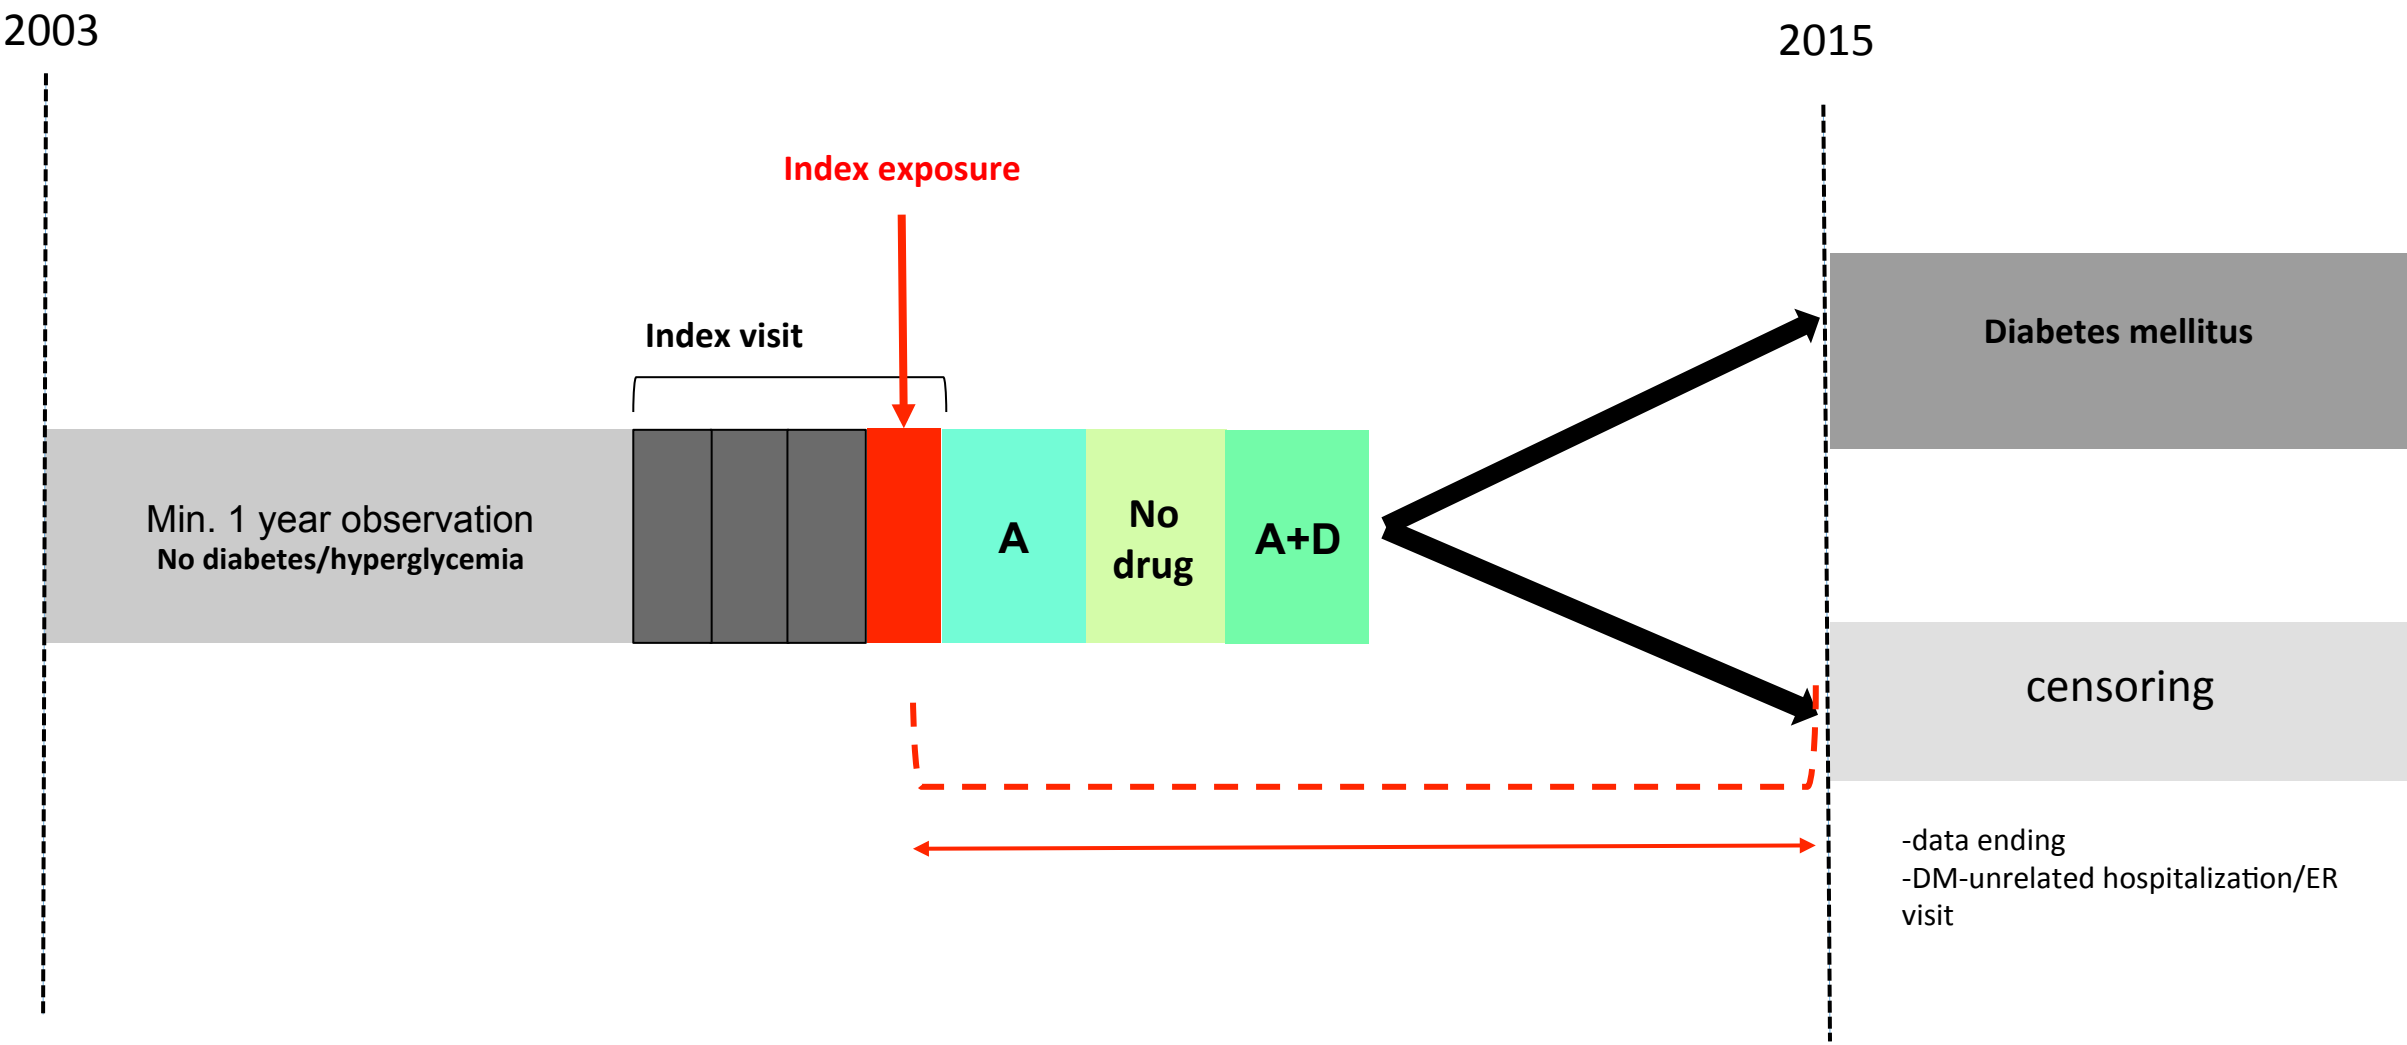 2003
2015
Index exposure
Index visit
Diabetes mellitus
Min. 1 year observation
No diabetes/hyperglycemia
A
No
drug
A+D
censoring
-data ending
-DM-unrelated hospitalization/ER
visit